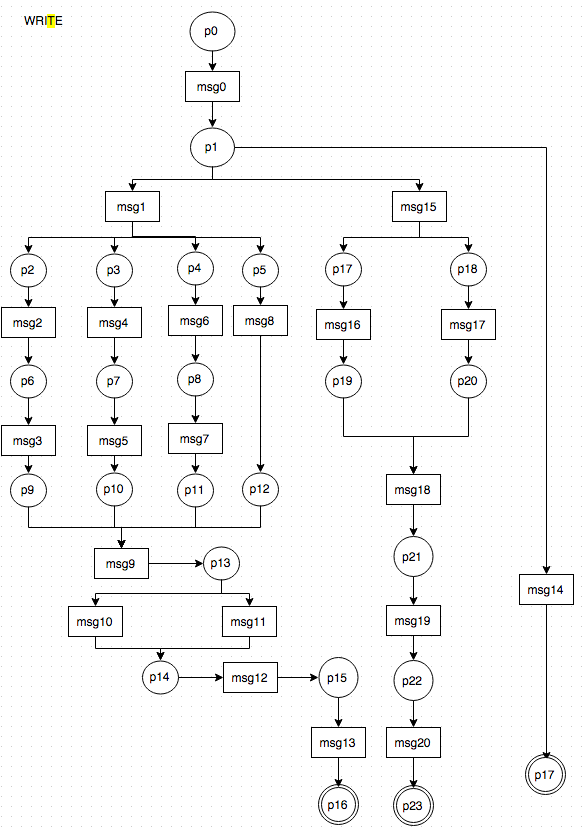 WRITE
p0
msg0
p1
msg1 msg15
p2 p3 p4 p5 p17 p18
msg2 msg4 msg6 msg8 msg16 msg17
p6 p7 p8 p19 p20
msg3 msg5 msg7
p9 p10 p11 p12 msg18
msg9 p13 p21
msg14
msg10 msg11 msg19
p14 msg12 p15 p22
msg13 msg20
p17
p16 p23